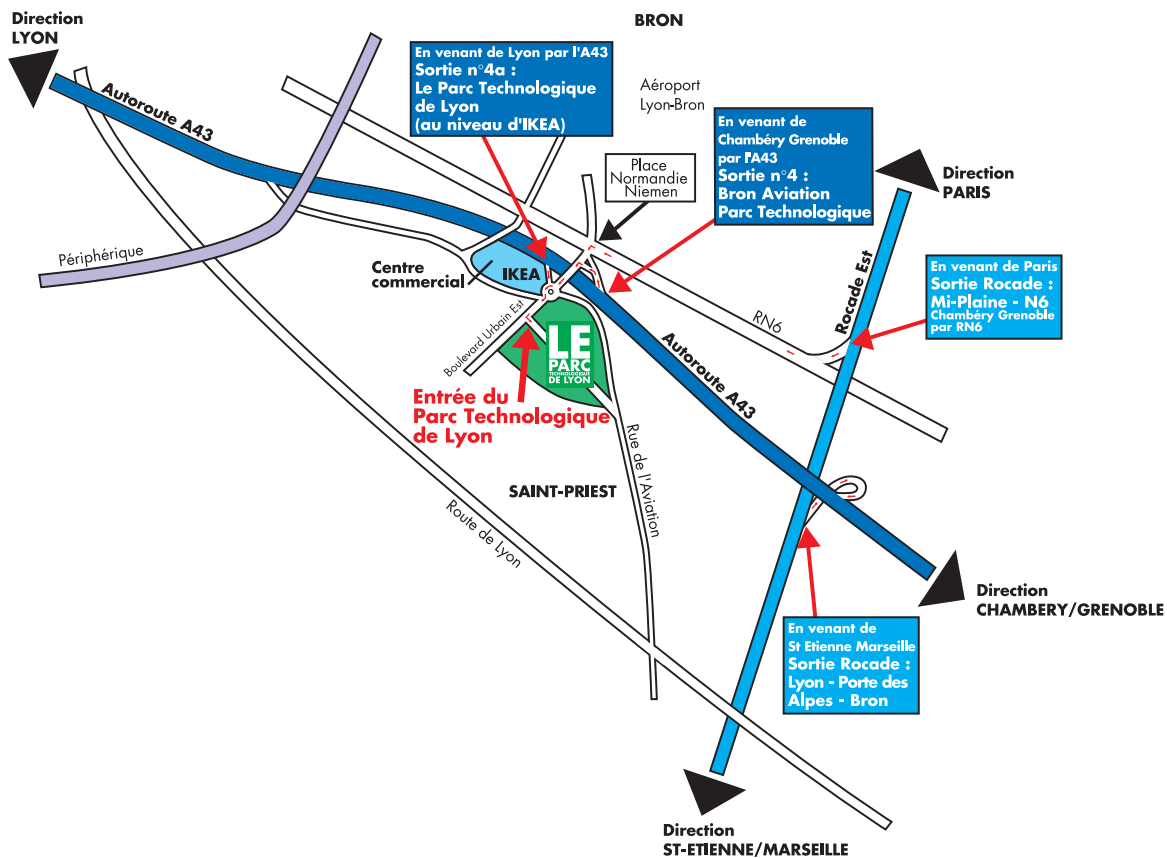 Direction
LYON
BRON
En venant de Lyon par l'A43
Sortie n°4a :
Le Parc Technologique
de Lyon
(au niveau d'IKEA)
Aéroport
Lyon-Bron
Autoroute A43
En venant de
Chambéry Grenoble
par l'A43
Sortie n°4 :
Bron Aviation
Parc Technologique
Place
Normandie
Niemen
Direction
PARIS
Périphérique
Centre
commercial
IKEA
En venant de Paris
Sortie Rocade :
Mi-Plaine - N6
Chambéry Grenoble
par RN6
Rocade Est
RN6
Boulevard Urbain Est
LE
PARC
TECHNOLOGIQUE
DE LYON
Autoroute A43
Entrée du
Parc Technologique
de Lyon
Rue de l'Aviation
SAINT-PRIEST
Route de Lyon
Direction
CHAMBERY/GRENOBLE
En venant de
St Etienne Marseille
Sortie Rocade :
Lyon - Porte des
Alpes - Bron
Direction
ST-ETIENNE/MARSEILLE